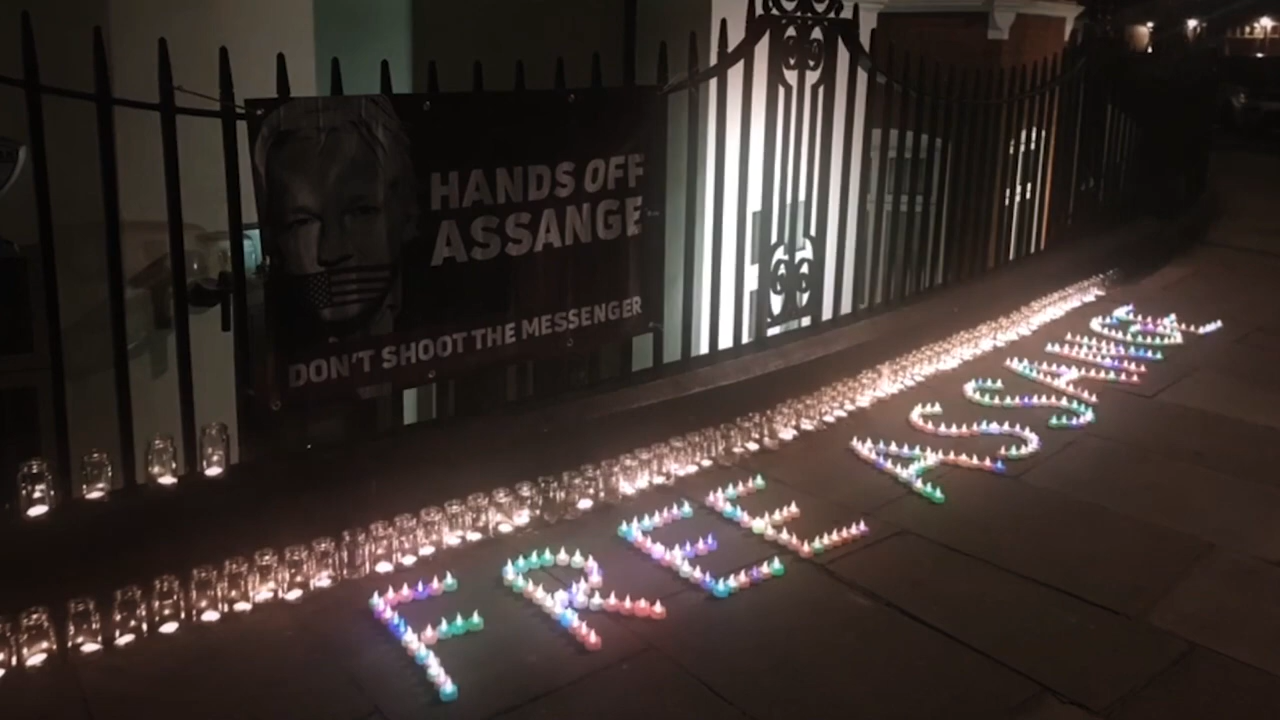 HANDS OFF
ASSANGE
DON'T SHOOT THE MESSENGER
FREE ASSANGE